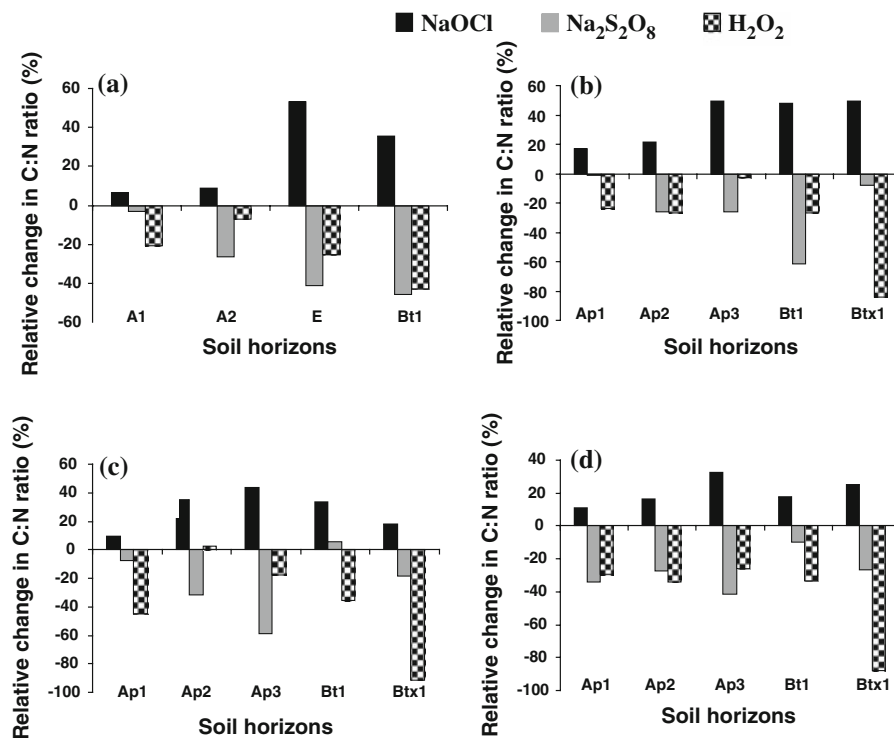 NaOCl Na2S2O8 H2O2
(a)
Relative change in C:N ratio (%)
60
40
20
0
-20
-40
-60
A1 A2 E Bt1
Soil horizons
(b)
Relative change in C:N ratio (%)
60
40
20
0
-20
-40
-60
-80
-100
Ap1 Ap2 Ap3 Bt1 Btx1
Soil horizons
(c)
Relative change in C:N ratio (%)
60
40
20
0
-20
-40
-60
-80
-100
Ap1 Ap2 Ap3 Bt1 Btx1
Soil horizons
(d)
Relative change in C:N ratio (%)
40
20
0
-20
-40
-60
-80
-100
Ap1 Ap2 Ap3 Bt1 Btx1
Soil horizons